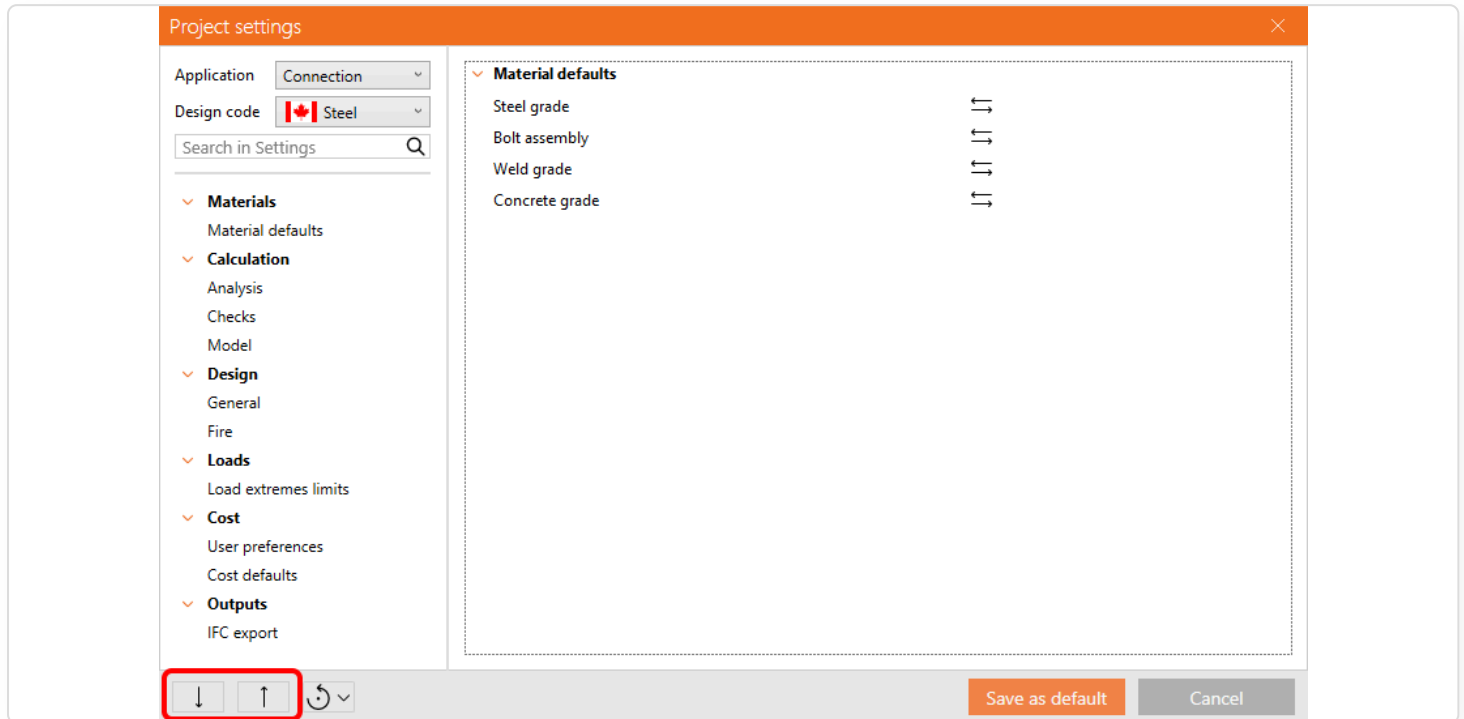 Project settings
Application Connection
Design code Steel
Search in Settings
Materials
Material defaults
Calculation
Analysis
Checks
Model
Design
General
Fire
Loads
Load extremes limits
Cost
User preferences
Cost defaults
Outputs
IFC export
Material defaults
Steel grade
Bolt assembly
Weld grade
Concrete grade
Save as default Cancel